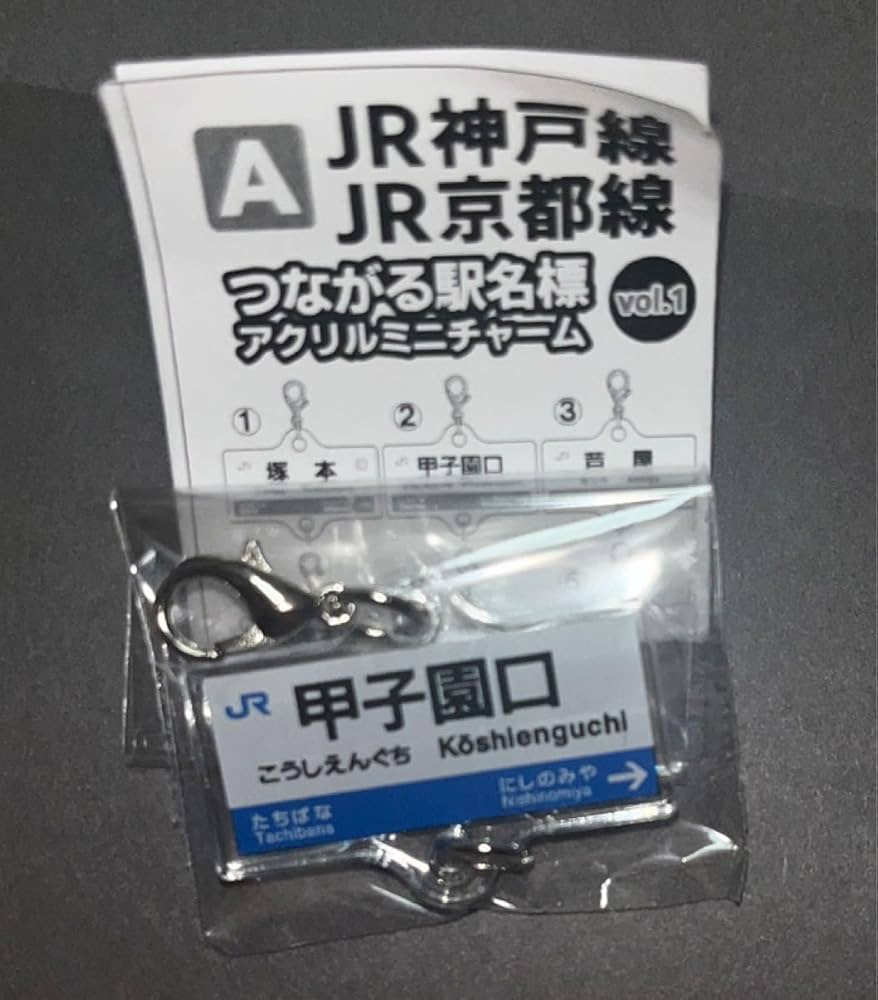 A
JR神戸線
JR京都線
つながる駅名標
アクリルミニチャーム
vol.1
① ② ③
塚本 甲子園口 芦屋
JR 甲子園口
こうしえんぐち Kōshienguchi
にしのみや →
Nishinomiya
たちばな
Tachibana